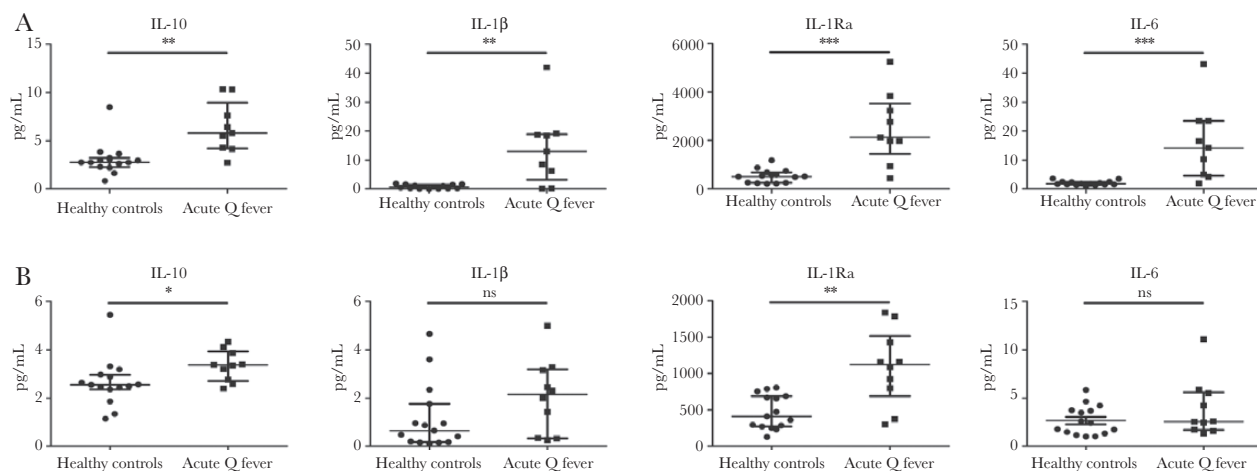 A
IL-10
**
15
10
5
0
pg/mL
Healthy controls
Acute Q fever
IL-1β
**
50
40
30
20
10
0
pg/mL
Healthy controls
Acute Q fever
IL-1Ra
***
6000
4000
2000
0
pg/mL
Healthy controls
Acute Q fever
IL-6
***
50
40
30
20
10
0
pg/mL
Healthy controls
Acute Q fever
B
IL-10
*
6
4
2
0
pg/mL
Healthy controls
Acute Q fever
IL-1β
ns
6
4
2
0
pg/mL
Healthy controls
Acute Q fever
IL-1Ra
**
2000
1500
1000
500
0
pg/mL
Healthy controls
Acute Q fever
IL-6
ns
15
10
5
0
pg/mL
Healthy controls
Acute Q fever